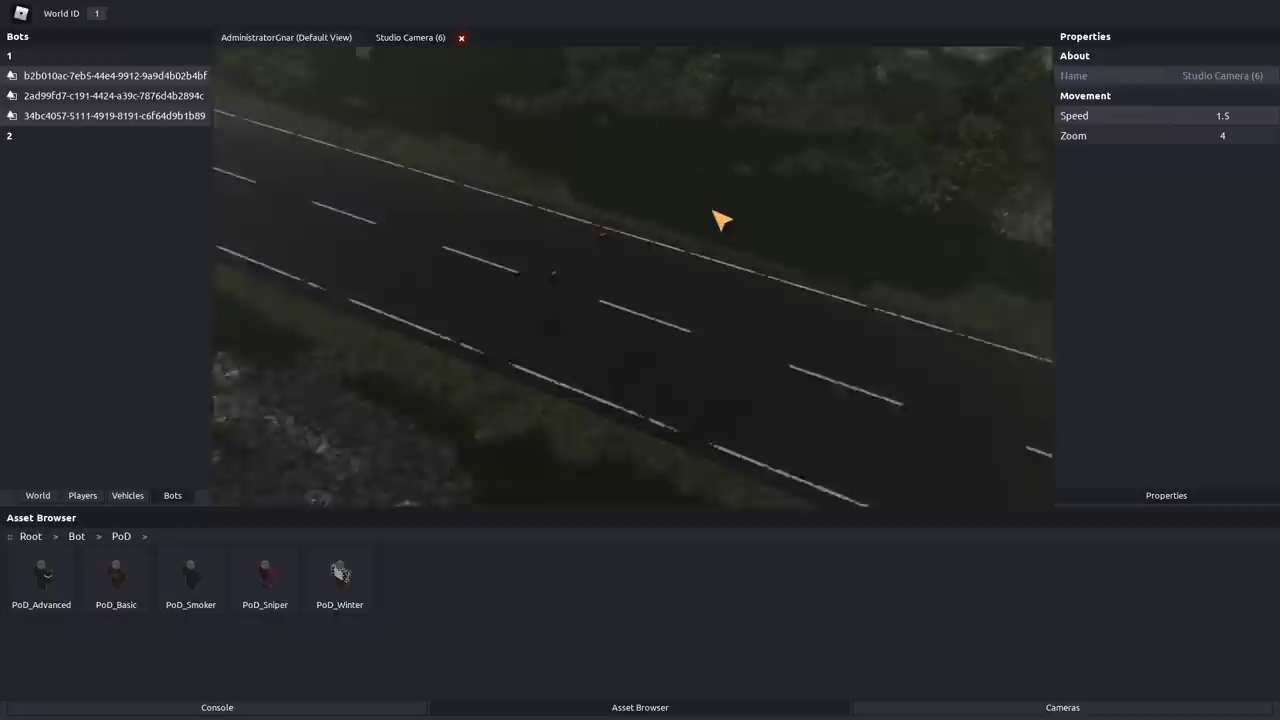 World ID 1
Bots
AdministratorGnar (Default View) Studio Camera (6) x
Properties
1
b2b010ac-7eb5-44e4-9912-9a9d4b02b4bf
2ad99fd7-c191-4424-a39c-7876d4b2894c
34bc4057-5111-4919-8191-c6f64d9b1b89
2
About
Name Studio Camera (6)
Movement
Speed 1.5
Zoom 4
World Players Vehicles Bots
Properties
Asset Browser
:: Root > Bot > PoD >
PoD_Advanced PoD_Basic PoD_Smoker PoD_Sniper PoD_Winter
Console Asset Browser Cameras